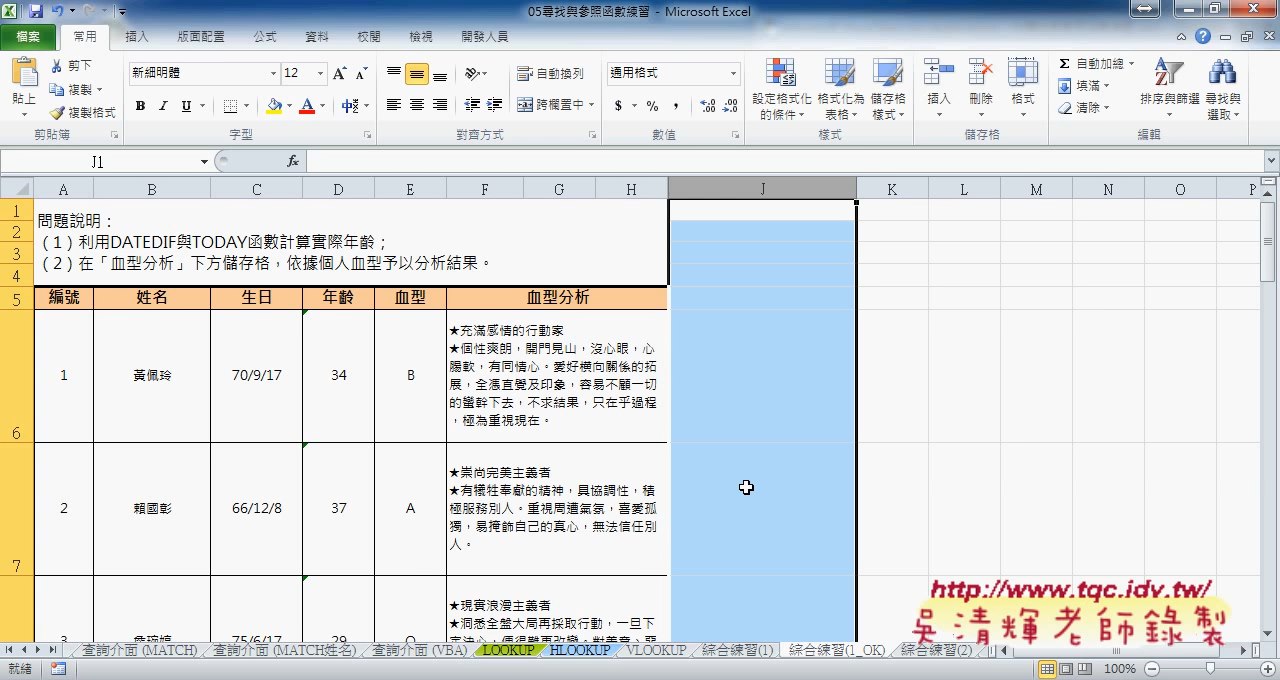 05尋找與參照函數練習 - Microsoft Excel
檔案 常用 插入 版面配置 公式 資料 校閱 檢視 開發人員
貼上 剪下 複製 複製格式 剪貼簿
新細明體 12 A A B I U A 中 字型
自動換列 跨欄置中 對齊方式
通用格式 $ % , .00 .00 數值
設定格式化的條件 格式化為表格 儲存格樣式 樣式
插入 刪除 格式 儲存格
Σ 自動加總 填滿 清除 排序與篩選 尋找與選取 編輯
J1 fx
A B C D E F G H J K L M N O P
1 問題說明：
2 （1）利用DATEDIF與TODAY函數計算實際年齡；
3 （2）在「血型分析」下方儲存格，依據個人血型予以分析結果。
4
5 編號 姓名 生日 年齡 血型 血型分析
6 1 黃佩玲 70/9/17 34 B
★充滿感情的行動家
★個性爽朗，開門見山，沒心眼，心
腸軟，有同情心。愛好橫向關係的拓
展，全憑直覺及印象，容易不顧一切
的蠻幹下去，不求結果，只在乎過程
，極為重視現在。
7 2 賴國彰 66/12/8 37 A
★崇尚完美主義者
★有犧牲奉獻的精神，具協調性，積
極服務別人。重視周遭氣氛，喜愛孤
獨，易掩飾自己的真心，無法信任別
人。
3 75/6/17 29 O
★現實浪漫主義者
★洞悉全盤佈局再採取行動，一旦下
http://www.tqc.idv.tw/
吳清輝老師錄製
查詢介面 (MATCH) 查詢介面 (MATCH姓名) 查詢介面 (VBA) LOOKUP HLOOKUP VLOOKUP 綜合練習(1) 綜合練習(1_OK) 綜合練習(2)
就緒 100%